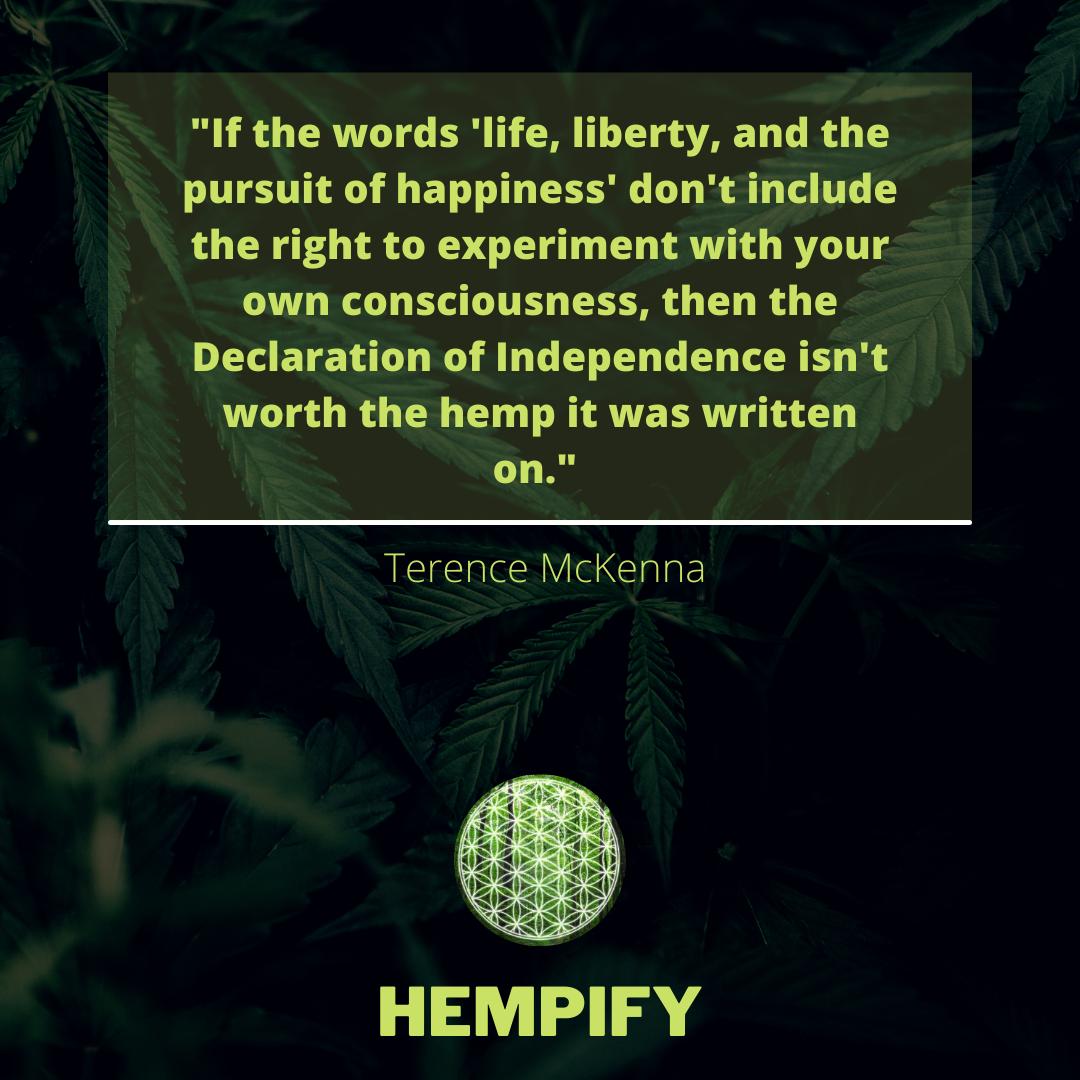 "If the words 'life, liberty, and the
pursuit of happiness' don't include
the right to experiment with your
own consciousness, then the
Declaration of Independence isn't
worth the hemp it was written
on."
Terence McKenna
HEMPIFY